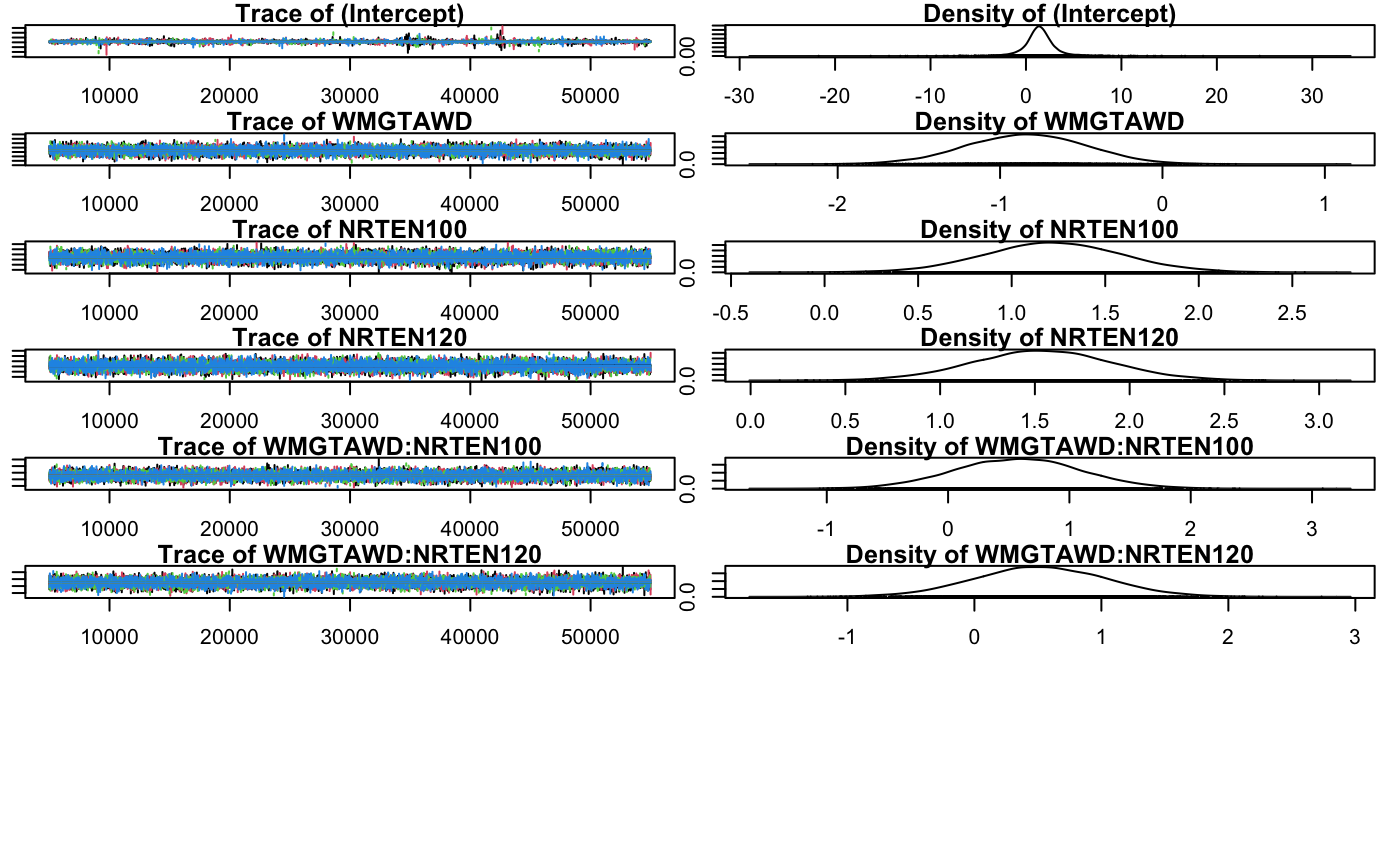 Trace of (Intercept) Density of (Intercept)
0.00
10000 20000 30000 40000 50000 -30 -20 -10 0 10 20 30
Trace of WMGTAWD Density of WMGTAWD
0.0
10000 20000 30000 40000 50000 -2 -1 0 1
Trace of NRTEN100 Density of NRTEN100
0.0
10000 20000 30000 40000 50000 -0.5 0.0 0.5 1.0 1.5 2.0 2.5
Trace of NRTEN120 Density of NRTEN120
0.0
10000 20000 30000 40000 50000 0.0 0.5 1.0 1.5 2.0 2.5 3.0
Trace of WMGTAWD:NRTEN100 Density of WMGTAWD:NRTEN100
0.0
10000 20000 30000 40000 50000 -1 0 1 2 3
Trace of WMGTAWD:NRTEN120 Density of WMGTAWD:NRTEN120
0.0
10000 20000 30000 40000 50000 -1 0 1 2 3